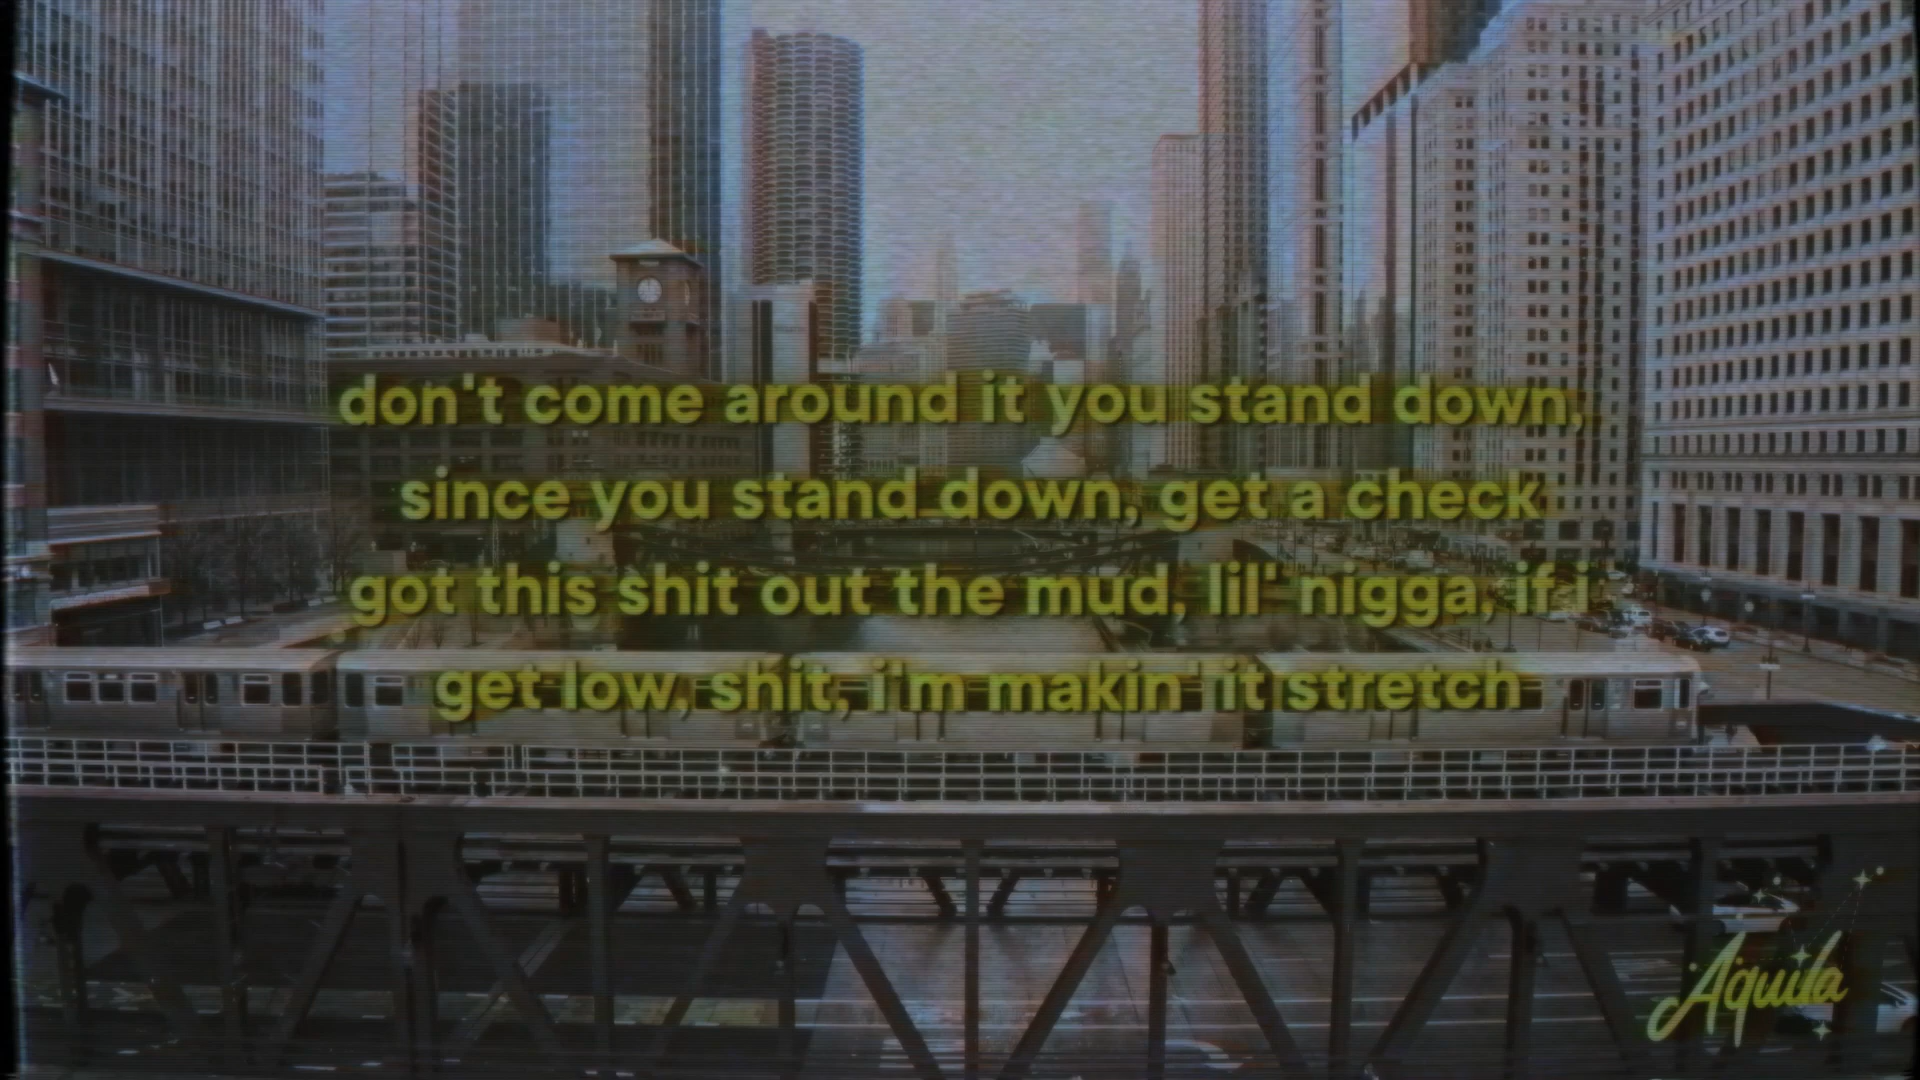 don't come around it you stand down,
since you stand down, get a check
got this shit out the mud, lil' nigga, if i
get low, shit, i'm makin' it stretch
Aquila